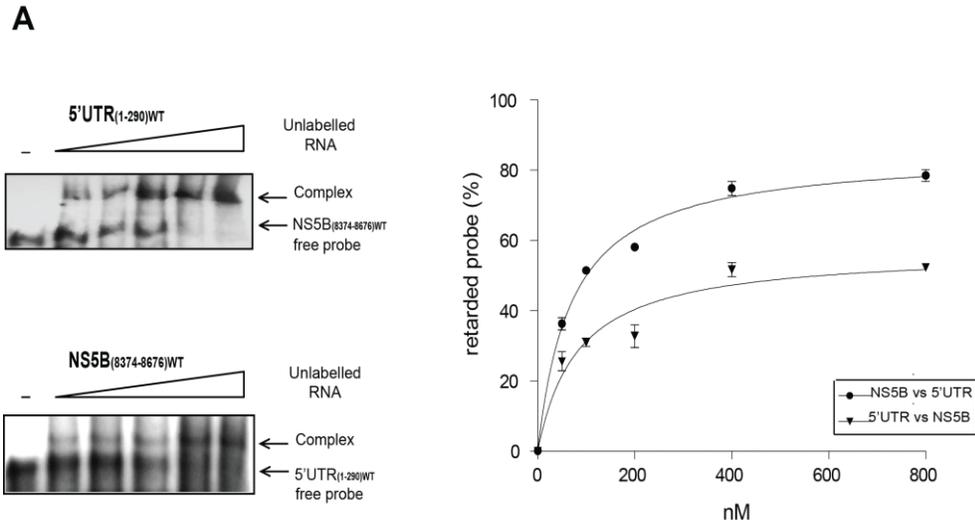 A
5’UTR(1-290)WT
–
Unlabelled
RNA
Complex
NS5B(8374-8676)WT
free probe
NS5B(8374-8676)WT
–
Unlabelled
RNA
Complex
5’UTR(1-290)WT
free probe
retarded probe (%)
100
80
60
40
20
0
0
200
400
600
800
nM
NS5B vs 5’UTR
5’UTR vs NS5B